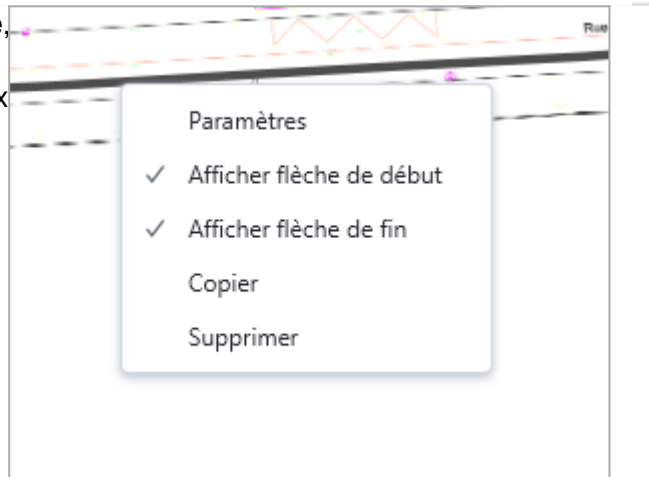 Rue
Paramètres
Afficher flèche de début
Afficher flèche de fin
Copier
Supprimer